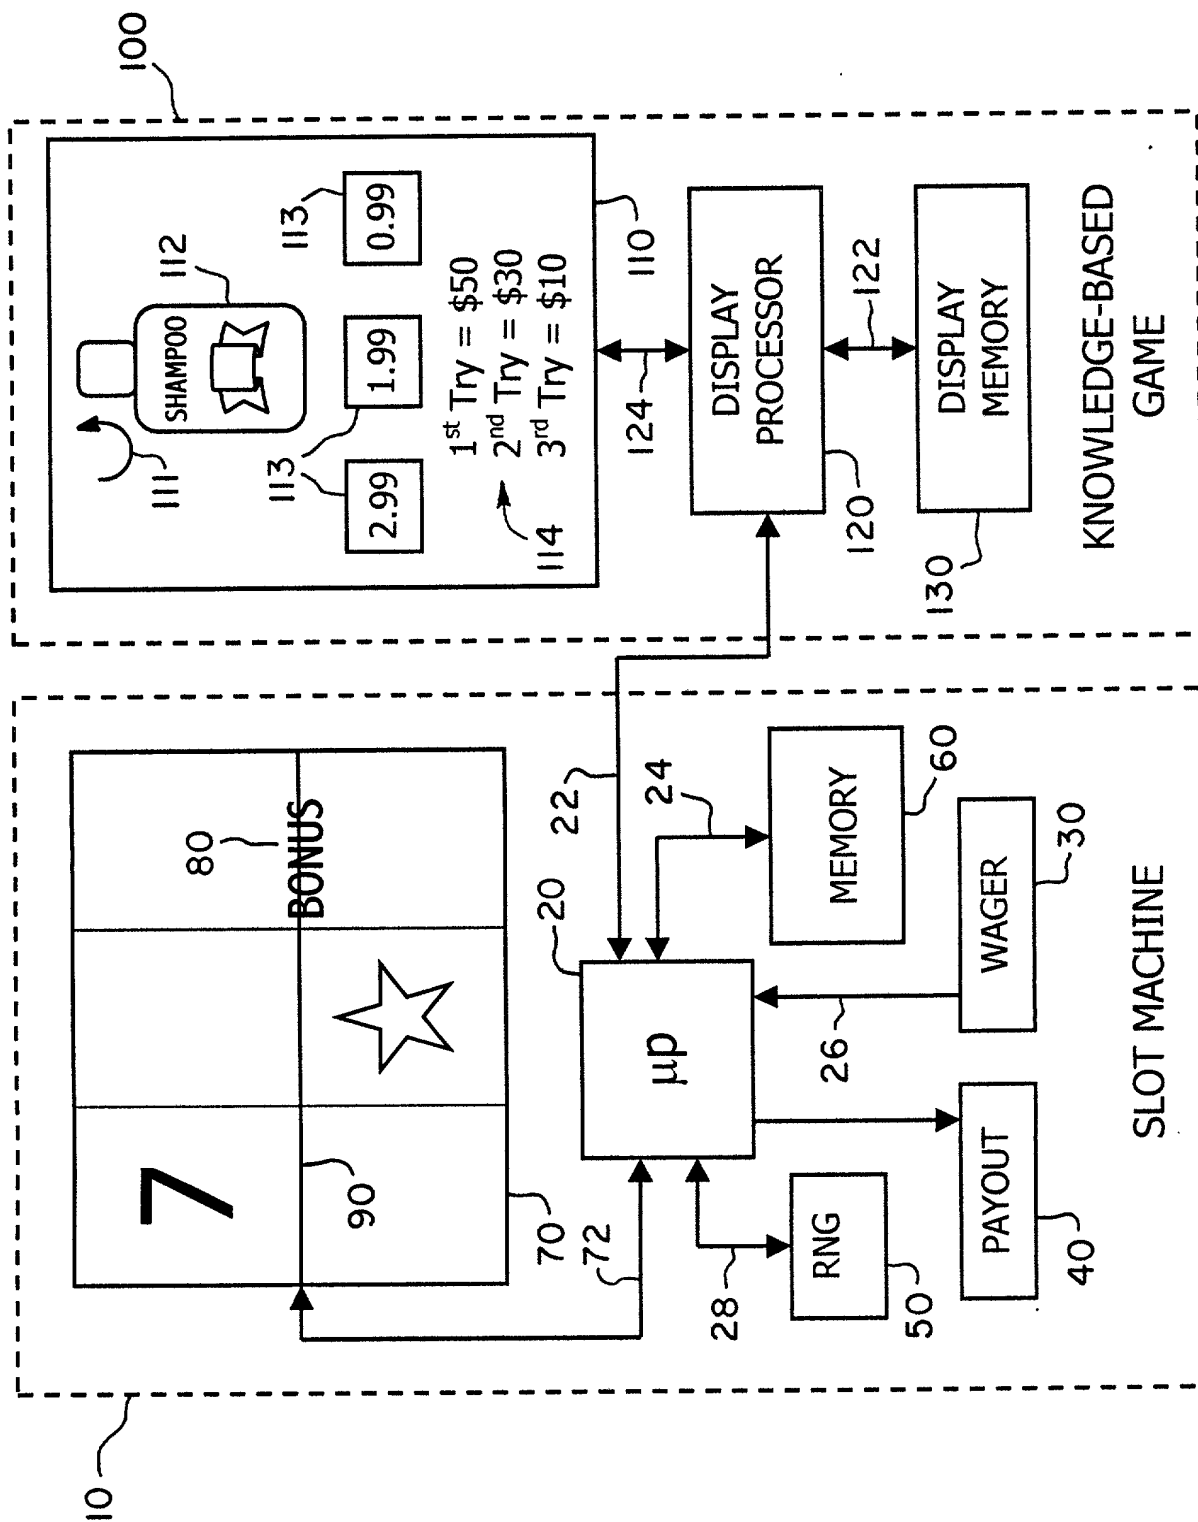 10
7
80
BONUS
90
70
72
20
22
24
μp
MEMORY
60
28
RNG
50
26
PAYOUT
40
WAGER
30
SLOT MACHINE
100
111
SHAMPOO
112
113
113
2.99
1.99
0.99
114
1st Try = $50
2nd Try = $30
3rd Try = $10
110
124
DISPLAY
PROCESSOR
120
122
DISPLAY
MEMORY
130
KNOWLEDGE-BASED
GAME